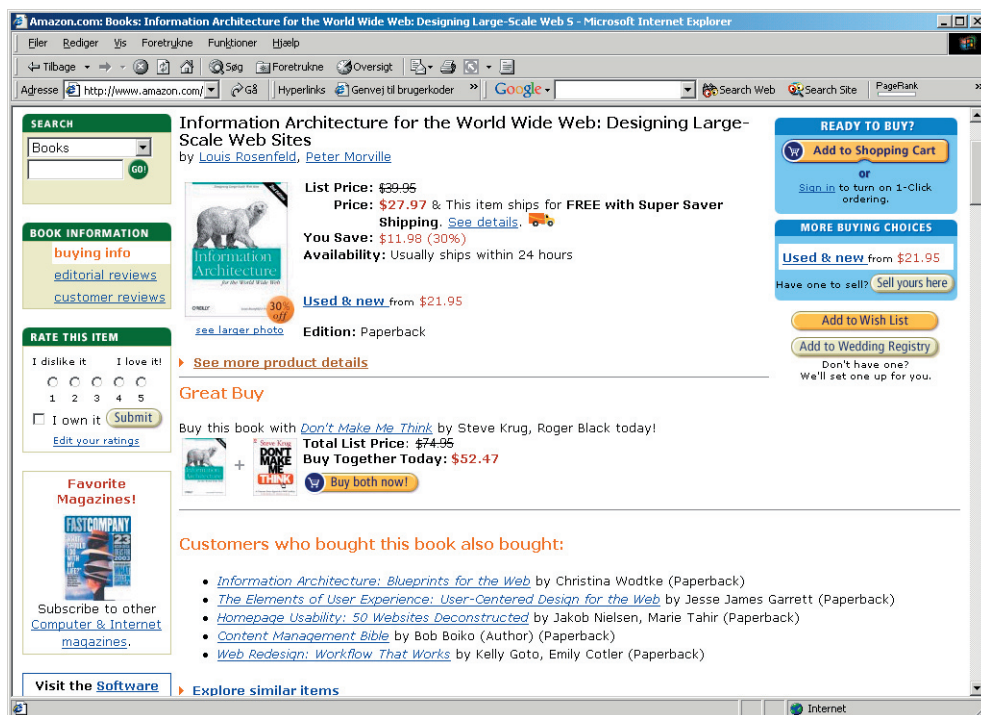 Amazon.com: Books: Information Architecture for the World Wide Web: Designing Large-Scale Web S - Microsoft Internet Explorer
Filer Rediger Vis Foretrukne Funktioner Hjælp
Tilbage Søg Foretrukne Oversigt
Adresse http://www.amazon.com/ Gå Hyperlinks Genvej til brugerkoder » Google Search Web Search Site PageRank »
SEARCH
Books
GO!
BOOK INFORMATION
buying info
editorial reviews
customer reviews
RATE THIS ITEM
I dislike it I love it!
1 2 3 4 5
I own it Submit
Edit your ratings
Favorite
Magazines!
FAST COMPANY
23
Subscribe to other
Computer & Internet
magazines.
Visit the Software
Information Architecture for the World Wide Web: Designing Large-
Scale Web Sites
by Louis Rosenfeld, Peter Morville
Information
Architecture
for the World Wide Web
O'REILLY
30%
off
see larger photo
List Price: $39.95
Price: $27.97 & This item ships for FREE with Super Saver
Shipping. See details.
You Save: $11.98 (30%)
Availability: Usually ships within 24 hours
Used & new from $21.95
Edition: Paperback
See more product details
Great Buy
Buy this book with Don't Make Me Think by Steve Krug, Roger Black today!
+
Steve Krug
DON'T
MAKE
ME
THINK
Total List Price: $74.95
Buy Together Today: $52.47
Buy both now!
Customers who bought this book also bought:
• Information Architecture: Blueprints for the Web by Christina Wodtke (Paperback)
• The Elements of User Experience: User-Centered Design for the Web by Jesse James Garrett (Paperback)
• Homepage Usability: 50 Websites Deconstructed by Jakob Nielsen, Marie Tahir (Paperback)
• Content Management Bible by Bob Boiko (Author) (Paperback)
• Web Redesign: Workflow That Works by Kelly Goto, Emily Cotler (Paperback)
Explore similar items
READY TO BUY?
Add to Shopping Cart
or
Sign in to turn on 1-Click
ordering.
MORE BUYING CHOICES
Used & new from $21.95
Have one to sell? Sell yours here
Add to Wish List
Add to Wedding Registry
Don't have one?
We'll set one up for you.
Internet